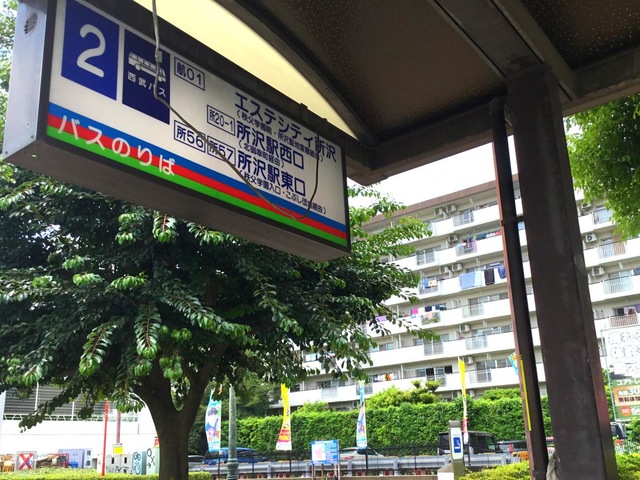 2
西武バス
航01
エステシティ所沢
所20-1
所沢駅西口
所56 所57
所沢駅東口
バスのりば